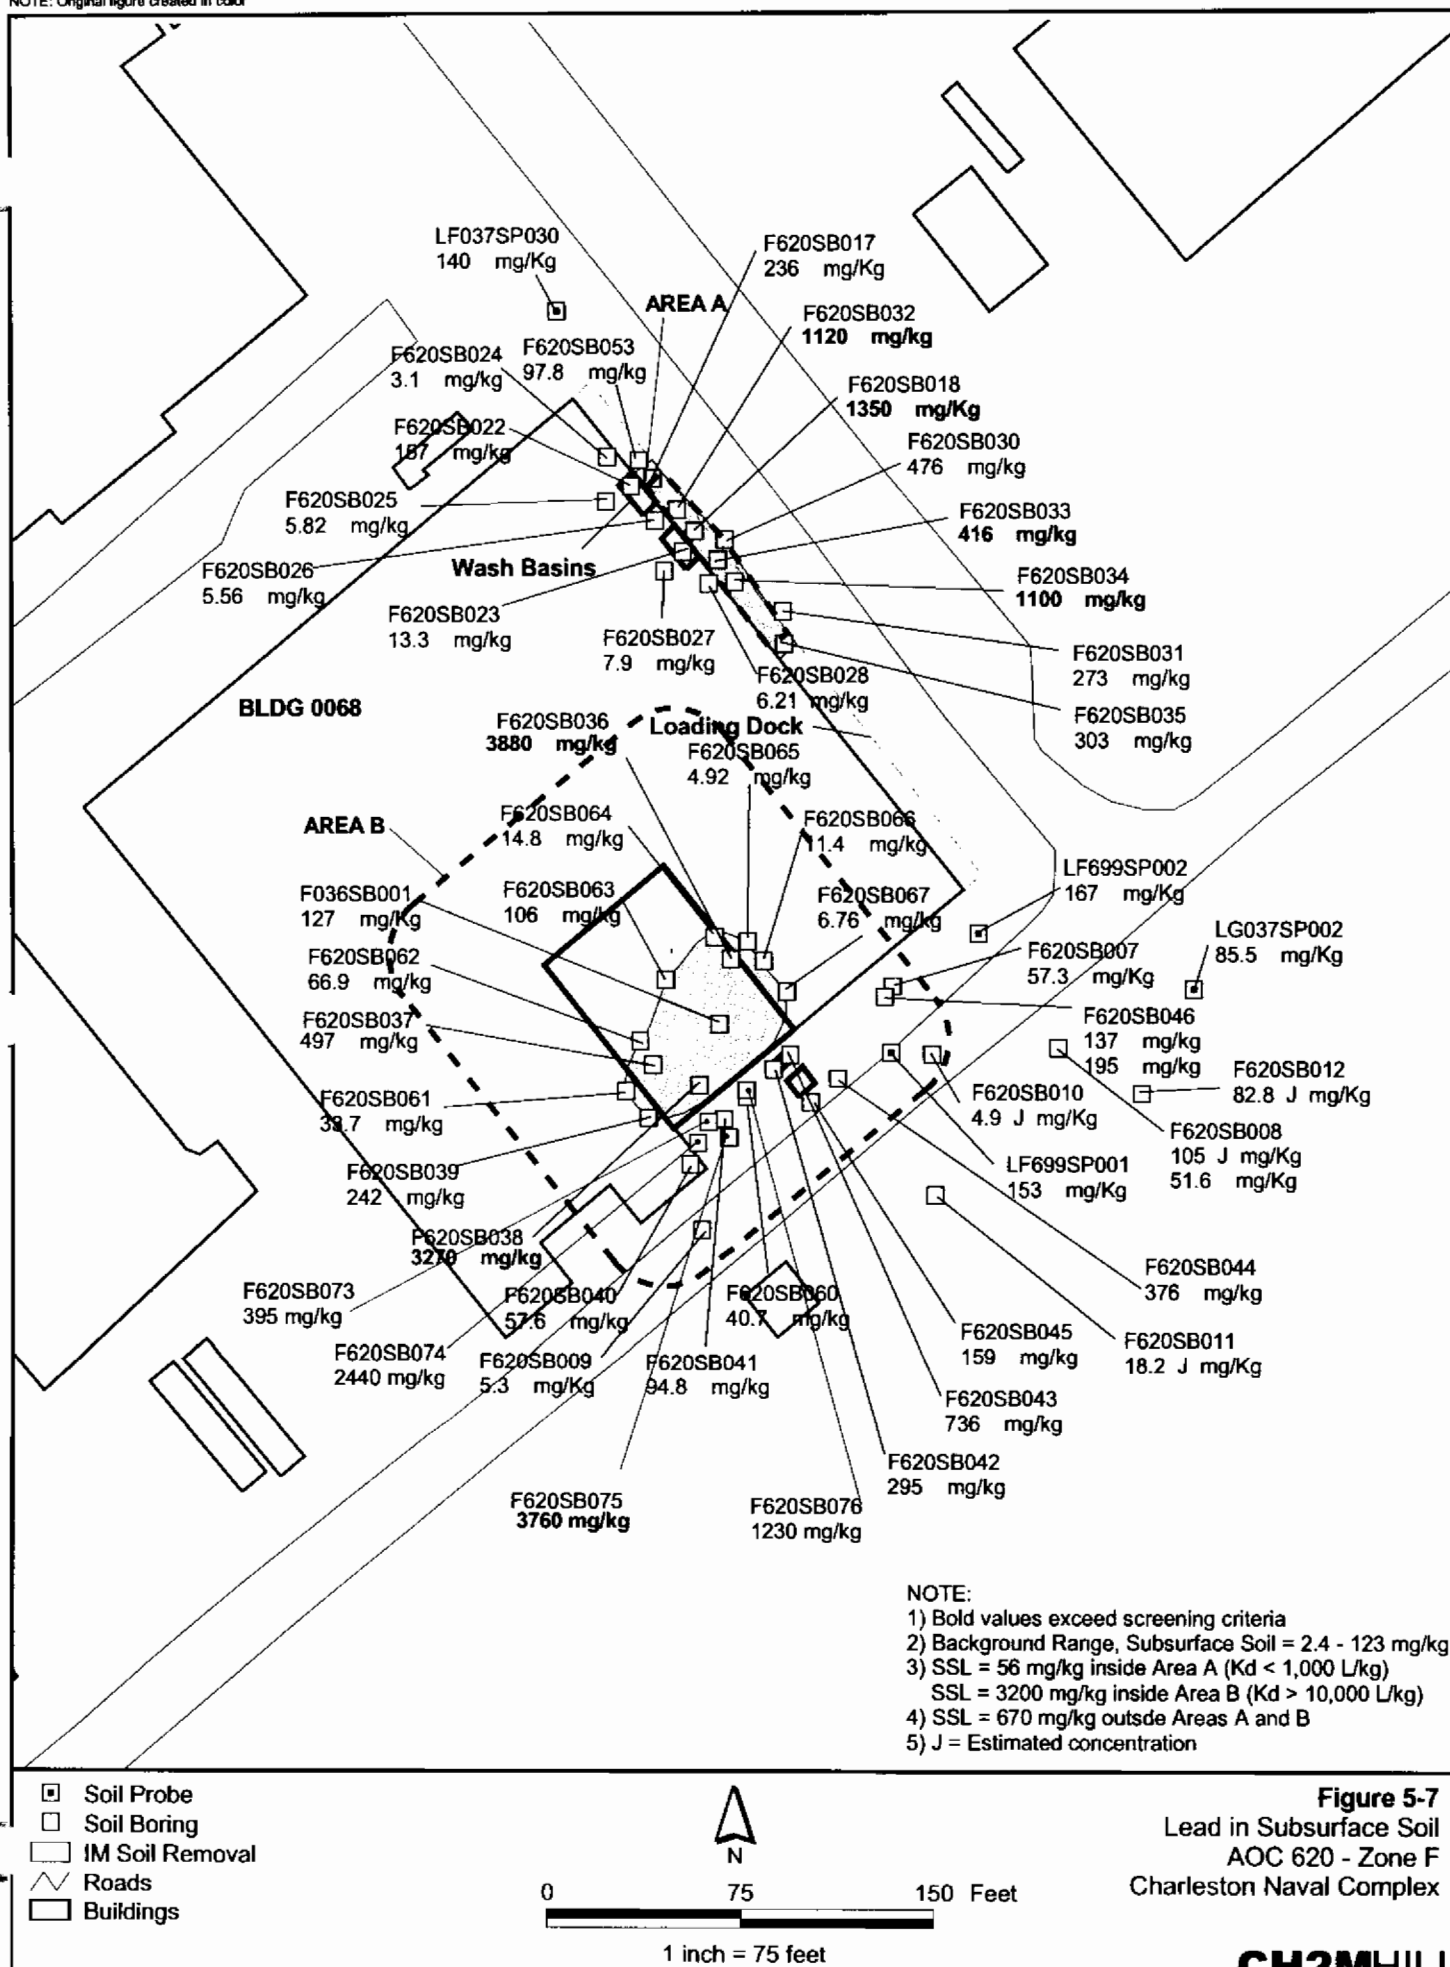 NOTE: Original figure created in color
LF037SP030
140 mg/Kg
F620SB017
236 mg/Kg
AREA A
F620SB032
1120 mg/kg
F620SB024
3.1 mg/kg
F620SB053
97.8 mg/kg
F620SB018
1350 mg/Kg
F620SB022
mg/kg
F620SB030
476 mg/kg
F620SB025
5.82 mg/kg
F620SB033
416 mg/kg
F620SB026
5.56 mg/kg
Wash Basins
F620SB034
1100 mg/kg
F620SB023
13.3 mg/kg
F620SB027
7.9 mg/kg
F620SB031
273 mg/kg
F620SB028
6.21 mg/kg
BLDG 0068
F620SB035
303 mg/kg
F620SB036
3880 mg/kg
Loading Dock
F620SB065
4.92 mg/kg
AREA B
F620SB064
14.8 mg/kg
F620SB066
11.4 mg/kg
LF699SP002
167 mg/Kg
F036SB001
127 mg/Kg
F620SB063
106 mg/kg
F620SB067
6.76 mg/kg
LG037SP002
85.5 mg/Kg
F620SB062
66.9 mg/kg
F620SB007
57.3 mg/Kg
F620SB037
497 mg/kg
F620SB046
137 mg/kg
195 mg/kg
F620SB012
82.8 J mg/Kg
F620SB061
mg/kg
F620SB010
4.9 J mg/Kg
F620SB008
105 J mg/Kg
51.6 mg/Kg
F620SB039
242 mg/kg
LF699SP001
153 mg/Kg
F620SB038
3270 mg/kg
F620SB044
376 mg/kg
F620SB073
395 mg/kg
F620SB040
57.6 mg/kg
F620SB060
40.7 mg/kg
F620SB045
159 mg/kg
F620SB011
18.2 J mg/Kg
F620SB074
2440 mg/kg
F620SB009
5.3 mg/Kg
F620SB041
94.8 mg/kg
F620SB043
736 mg/kg
F620SB042
295 mg/kg
F620SB075
3760 mg/kg
F620SB076
1230 mg/kg
NOTE:
1) Bold values exceed screening criteria
2) Background Range, Subsurface Soil = 2.4 - 123 mg/kg
3) SSL = 56 mg/kg inside Area A (Kd < 1,000 L/kg)
SSL = 3200 mg/kg inside Area B (Kd > 10,000 L/kg)
4) SSL = 670 mg/kg outsde Areas A and B
5) J = Estimated concentration
Soil Probe
Soil Boring
IM Soil Removal
Roads
Buildings
N
0 75 150 Feet
1 inch = 75 feet
Figure 5-7
Lead in Subsurface Soil
AOC 620 - Zone F
Charleston Naval Complex
CH2MHILL